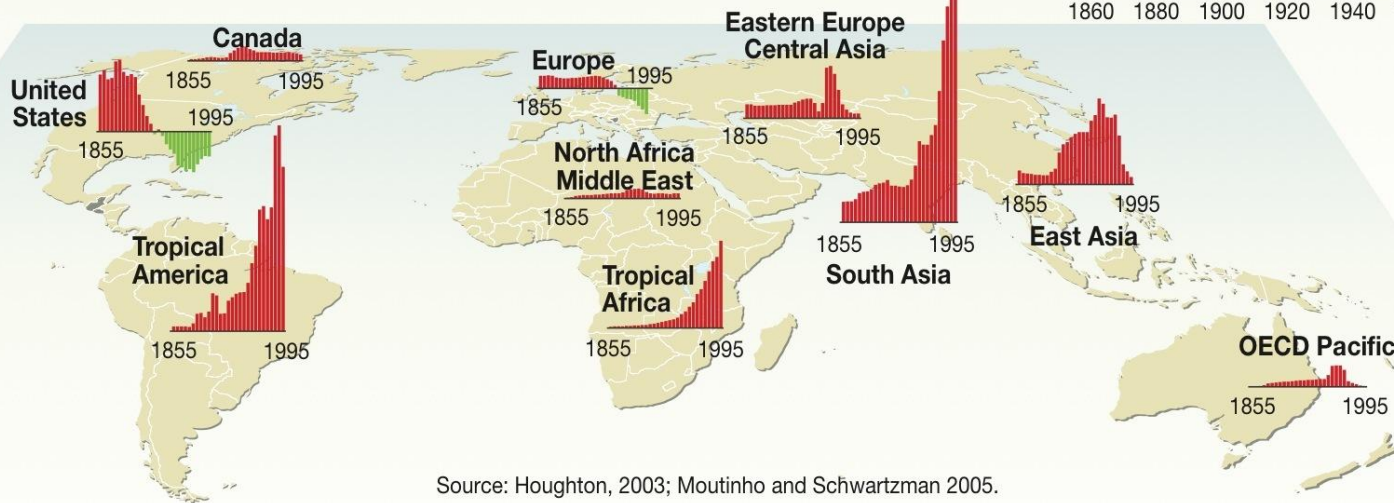 1860 1880 1900 1920 1940
Eastern Europe
Central Asia
1855 1995
Canada
1855 1995
United
States
1855 1995
Europe
1855 1995
North Africa
Middle East
1855 1995
Tropical
America
1855 1995
Tropical
Africa
1855 1995
1855 1995
South Asia
1855 1995
East Asia
OECD Pacific
1855 1995
Source: Houghton, 2003; Moutinho and Schwartzman 2005.